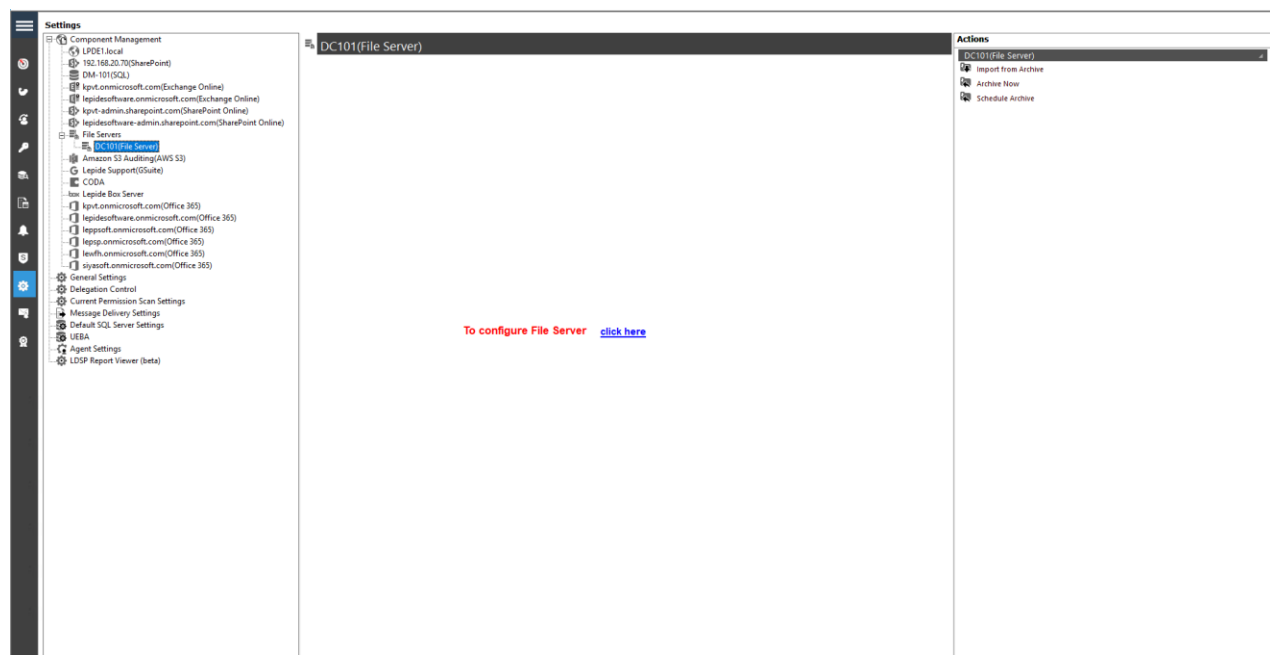 Settings
Component Management
LPDE1.local
192.168.20.70(SharePoint)
DM-101(SQL)
kpvt.onmicrosoft.com(Exchange Online)
lepidesoftware.onmicrosoft.com(Exchange Online)
kpvt-admin.sharepoint.com(SharePoint Online)
lepidesoftware-admin.sharepoint.com(SharePoint Online)
File Servers
DC101(File Server)
Amazon S3 Auditing(AWS S3)
Lepide Support(GSuite)
CODA
box Lepide Box Server
kpvt.onmicrosoft.com(Office 365)
lepidesoftware.onmicrosoft.com(Office 365)
leppsoft.onmicrosoft.com(Office 365)
lepsp.onmicrosoft.com(Office 365)
lewfh.onmicrosoft.com(Office 365)
siyasoft.onmicrosoft.com(Office 365)
General Settings
Delegation Control
Current Permission Scan Settings
Message Delivery Settings
Default SQL Server Settings
UEBA
Agent Settings
LDSP Report Viewer (beta)
DC101(File Server)
To configure File Server click here
Actions
DC101(File Server)
Import from Archive
Archive Now
Schedule Archive